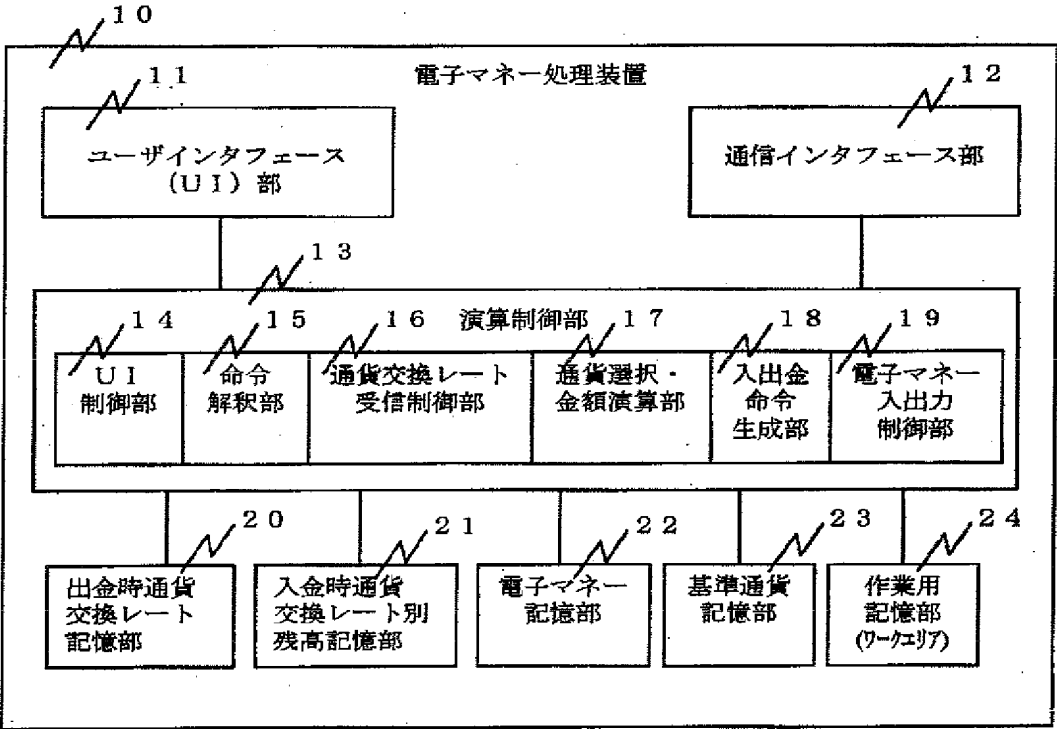 １０
電子マネー処理装置
１１
１２
ユーザインタフェース
（ＵＩ）部
通信インタフェース部
１３
演算制御部
１４
１５
１６
１７
１８
１９
ＵＩ
制御部
命令
解釈部
通貨交換レート
受信制御部
通貨選択・
金額演算部
入出金
命令
生成部
電子マネー
入出力
制御部
２０
２１
２２
２３
２４
出金時通貨
交換レート
記憶部
入金時通貨
交換レート別
残高記憶部
電子マネー
記憶部
基準通貨
記憶部
作業用
記憶部
(ﾜｰｸｴﾘｱ)